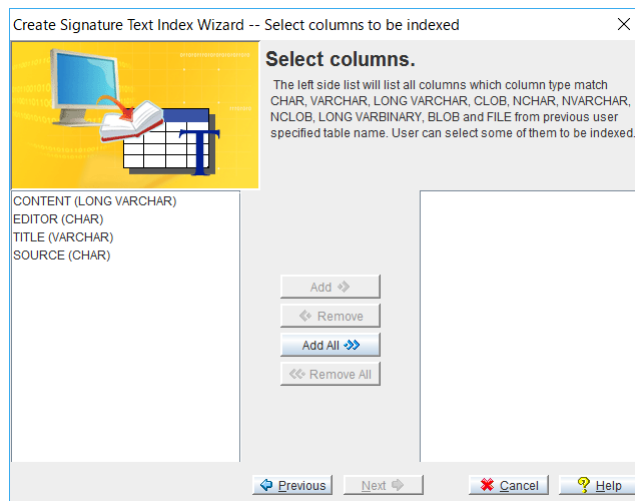 Create Signature Text Index Wizard -- Select columns to be indexed
Select columns.
The left side list will list all columns which column type match
CHAR, VARCHAR, LONG VARCHAR, CLOB, NCHAR, NVARCHAR,
NCLOB, LONG VARBINARY, BLOB and FILE from previous user
specified table name. User can select some of them to be indexed.
T
CONTENT (LONG VARCHAR)
EDITOR (CHAR)
TITLE (VARCHAR)
SOURCE (CHAR)
Add
Remove
Add All
Remove All
Previous Next Cancel Help